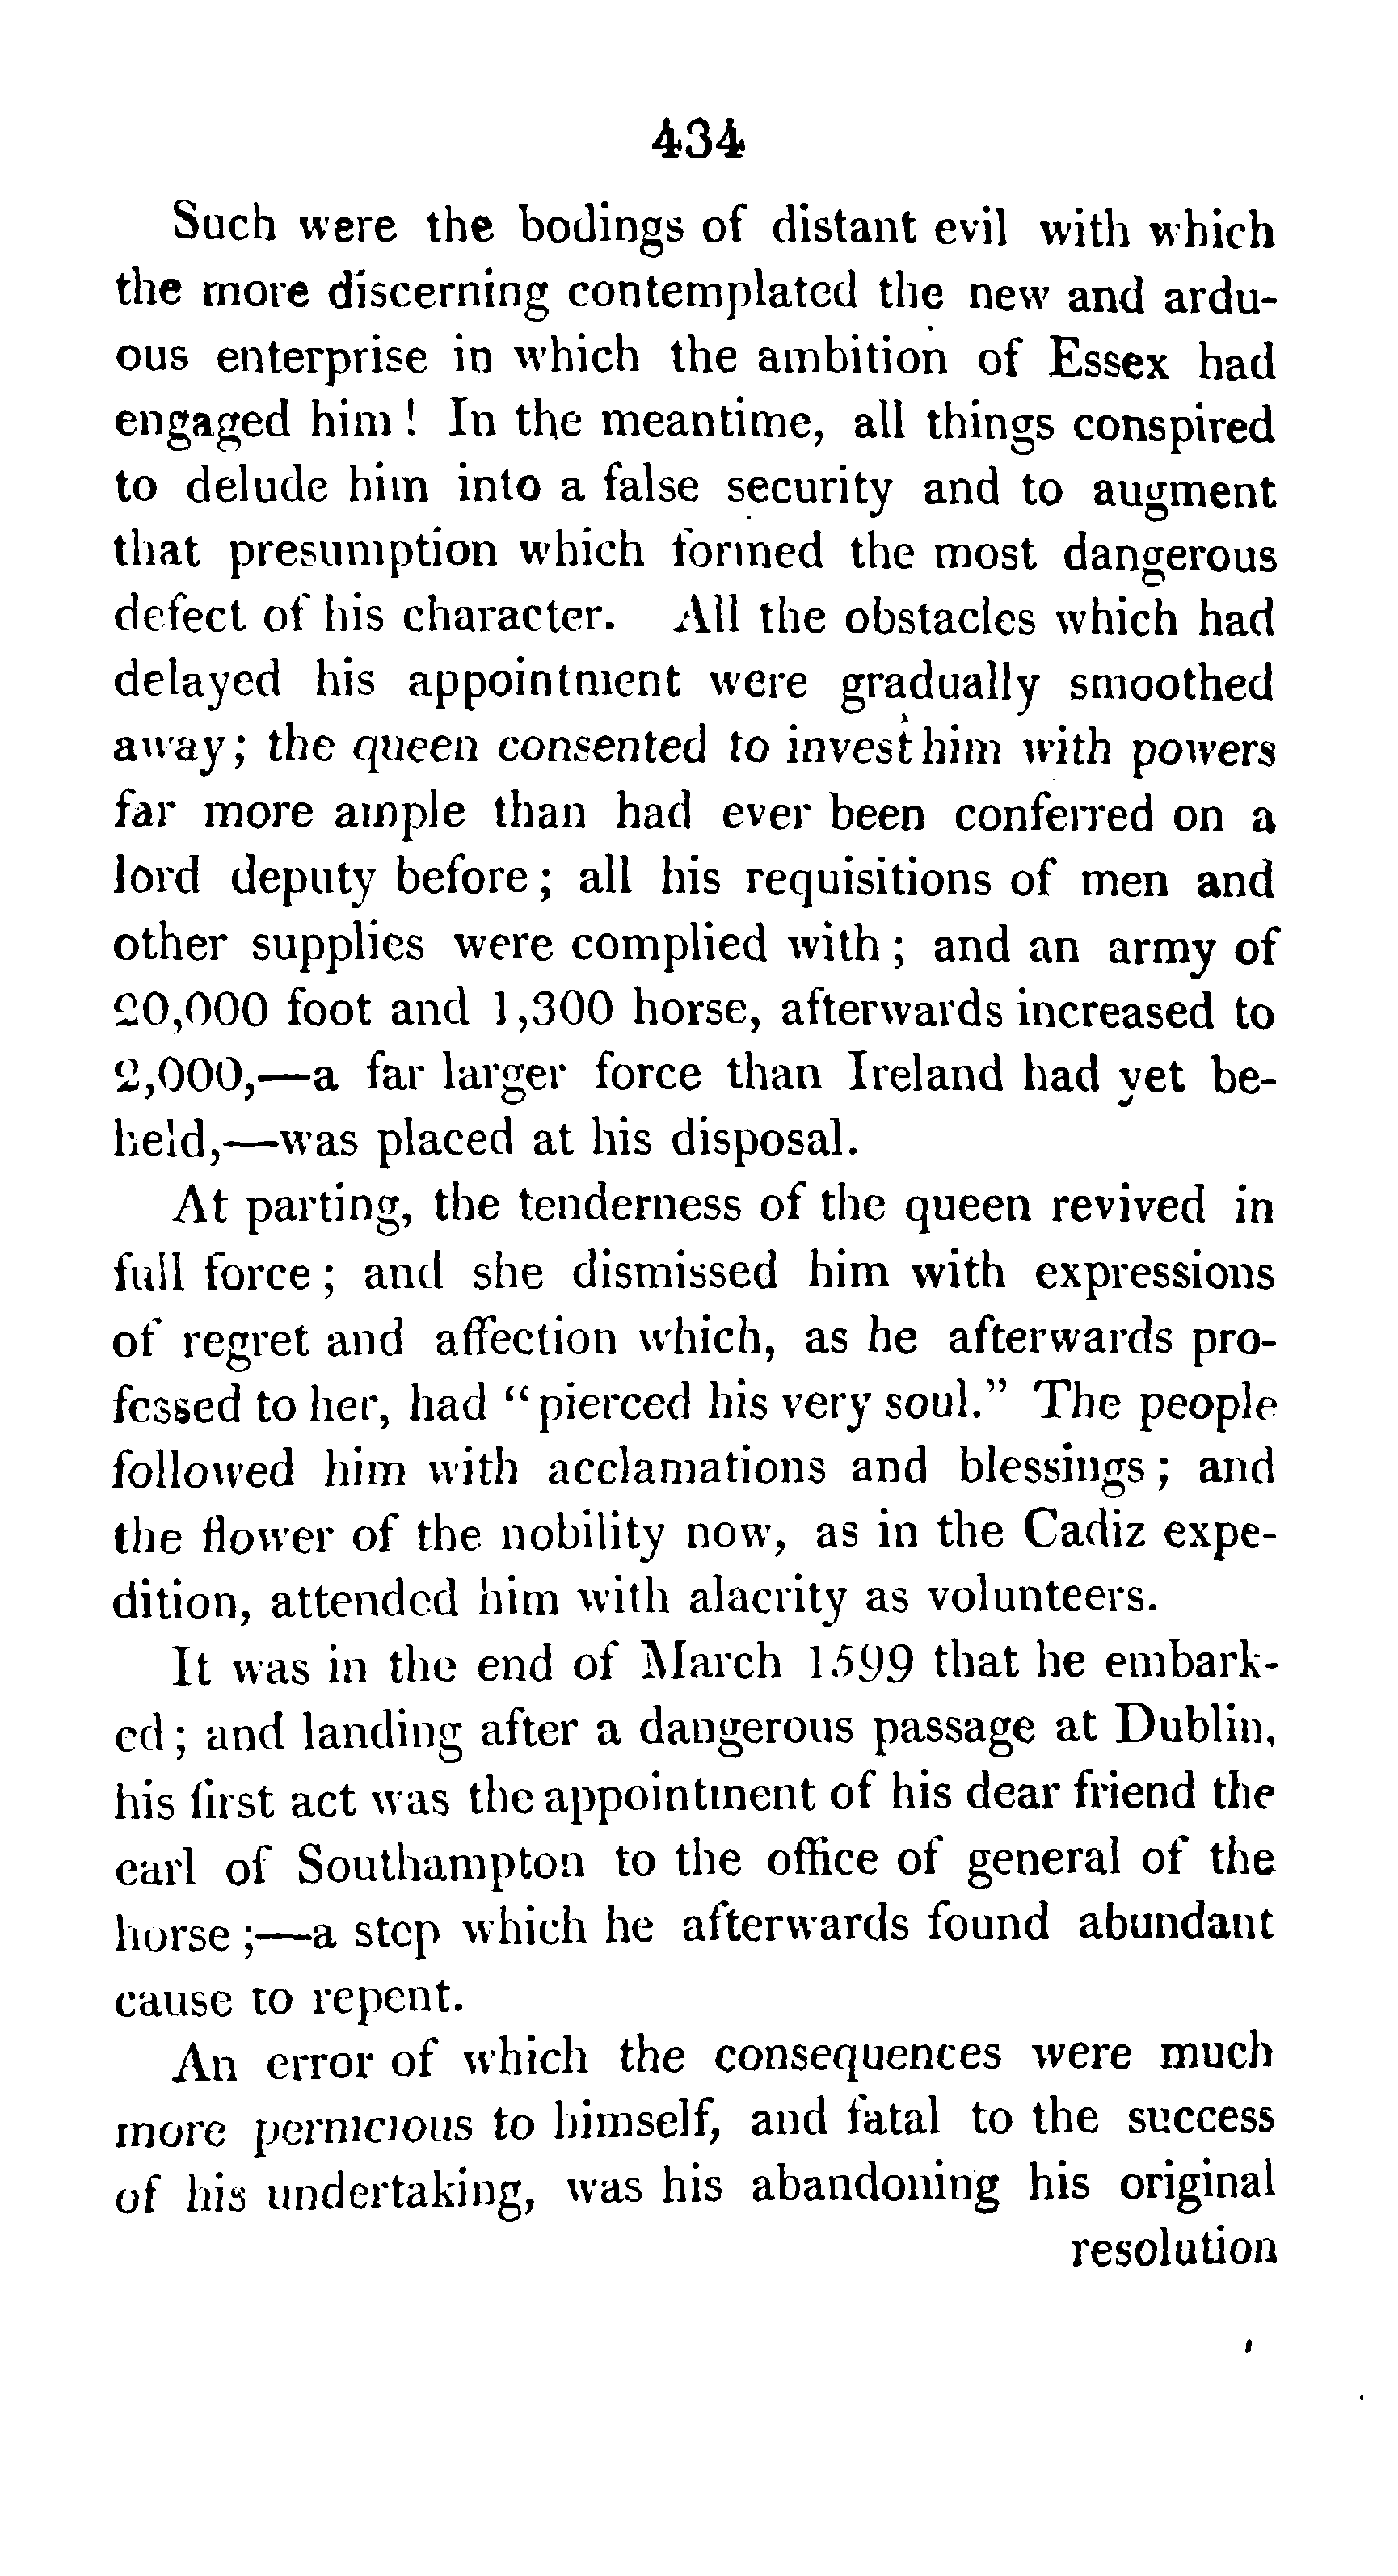 434
Such were the bodings of distant evil with which
the more discerning contemplated the new and ardu-
ous enterprise in which the ambition of Essex had
engaged him! In the meantime, all things conspired
to delude him into a false security and to augment
that presumption which formed the most dangerous
defect of his character. All the obstacles which had
delayed his appointment were gradually smoothed
away; the queen consented to invest him with powers
far more ample than had ever been conferred on a
lord deputy before; all his requisitions of men and
other supplies were complied with; and an army of
20,000 foot and 1,300 horse, afterwards increased to
2,000,—a far larger force than Ireland had yet be-
held,—was placed at his disposal.
At parting, the tenderness of the queen revived in
full force; and she dismissed him with expressions
of regret and affection which, as he afterwards pro-
fessed to her, had "pierced his very soul." The people
followed him with acclamations and blessings; and
the flower of the nobility now, as in the Cadiz expe-
dition, attended him with alacrity as volunteers.
It was in the end of March 1599 that he embark-
ed; and landing after a dangerous passage at Dublin,
his first act was the appointment of his dear friend the
earl of Southampton to the office of general of the
horse;—a step which he afterwards found abundant
cause to repent.
An error of which the consequences were much
more pernicious to himself, and fatal to the success
of his undertaking, was his abandoning his original
resolution